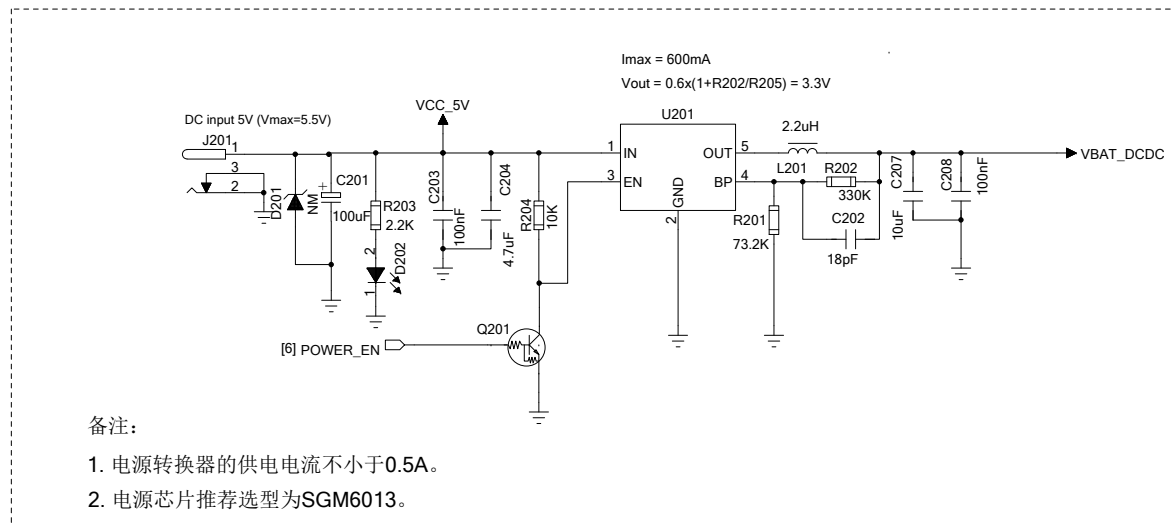 Imax = 600mA
Vout = 0.6x(1+R202/R205) = 3.3V
VCC_5V
DC input 5V (Vmax=5.5V)
U201
2.2uH
J201
1
3
2
1
IN
OUT
5
VBAT_DCDC
3
EN
BP
4
L201
R202
330K
C207
10uF
C208
100nF
GND
2
D201
NM
+
C201
100uF
R203
2.2K
C203
100nF
C204
4.7uF
R204
10K
R201
73.2K
C202
18pF
2
D202
1
Q201
[6] POWER_EN
备注：
1. 电源转换器的供电电流不小于0.5A。
2. 电源芯片推荐选型为SGM6013。